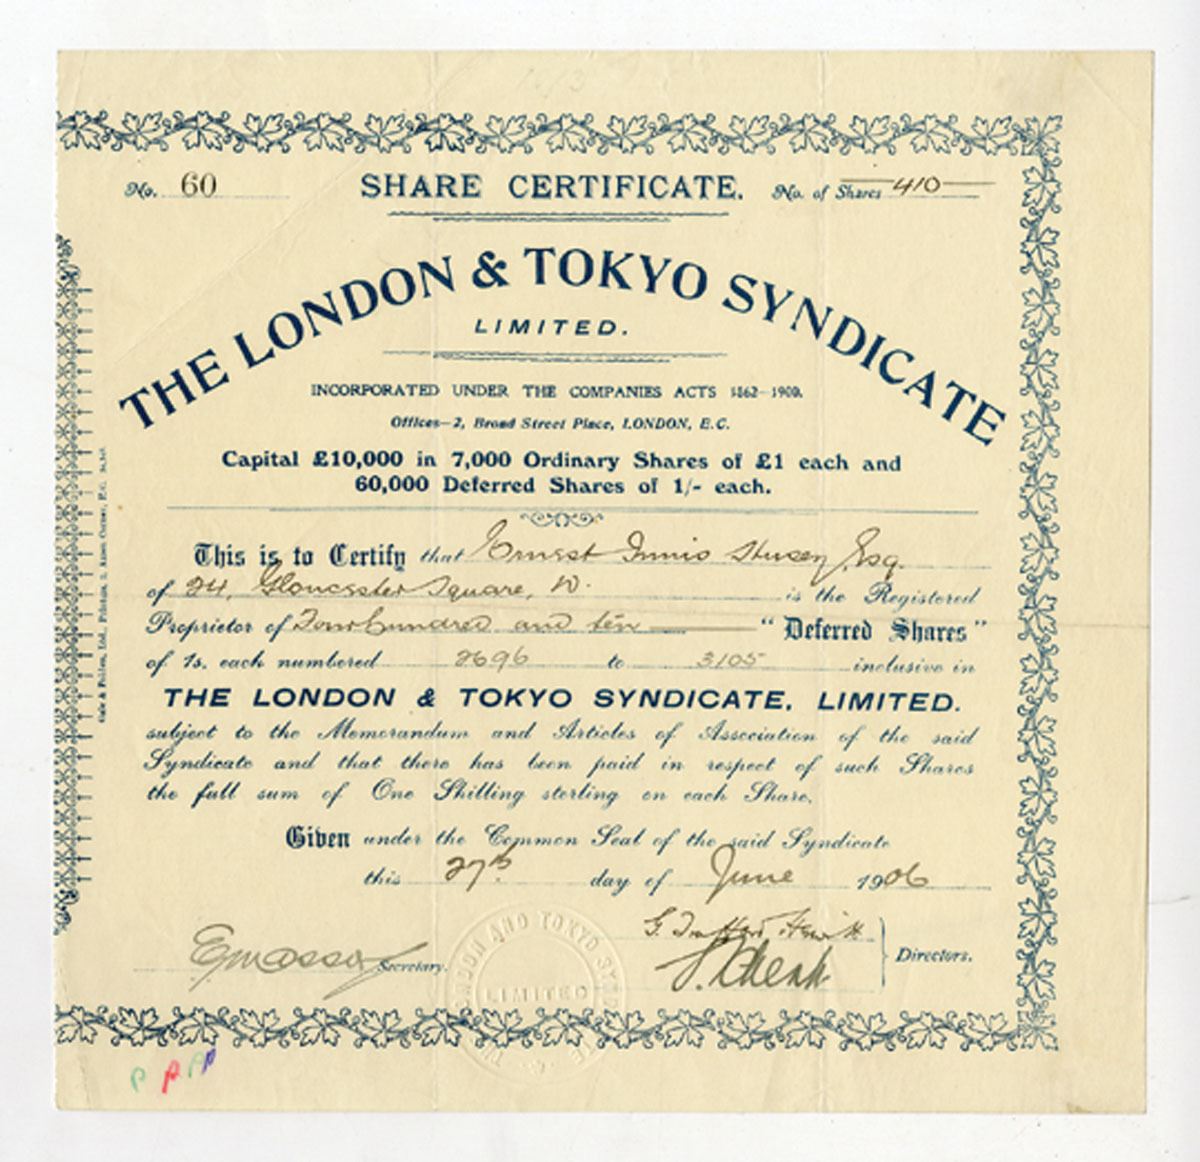 No. 60 SHARE CERTIFICATE. No. of Shares 410
THE LONDON & TOKYO SYNDICATE
LIMITED.
INCORPORATED UNDER THE COMPANIES ACTS 1862-1900.
Offices-2, Broad Street Place, LONDON, E.C.
Capital £10,000 in 7,000 Ordinary Shares of £1 each and
60,000 Deferred Shares of 1/- each.
This is to Certify that Ernest Innis Husey Esq.
of 24, Gloucester Square, W. is the Registered
Proprietor of Four hundred and ten "Deferred Shares"
of 1s. each numbered 2696 to 3105 inclusive in
THE LONDON & TOKYO SYNDICATE, LIMITED.
subject to the Memorandum and Articles of Association of the said
Syndicate and that there has been paid in respect of such Shares
the full sum of One Shilling sterling on each Share.
Given under the Common Seal of the said Syndicate
this 27th day of June 1906
Secretary.
Directors.
THE LONDON AND TOKYO SYNDICATE
LIMITED